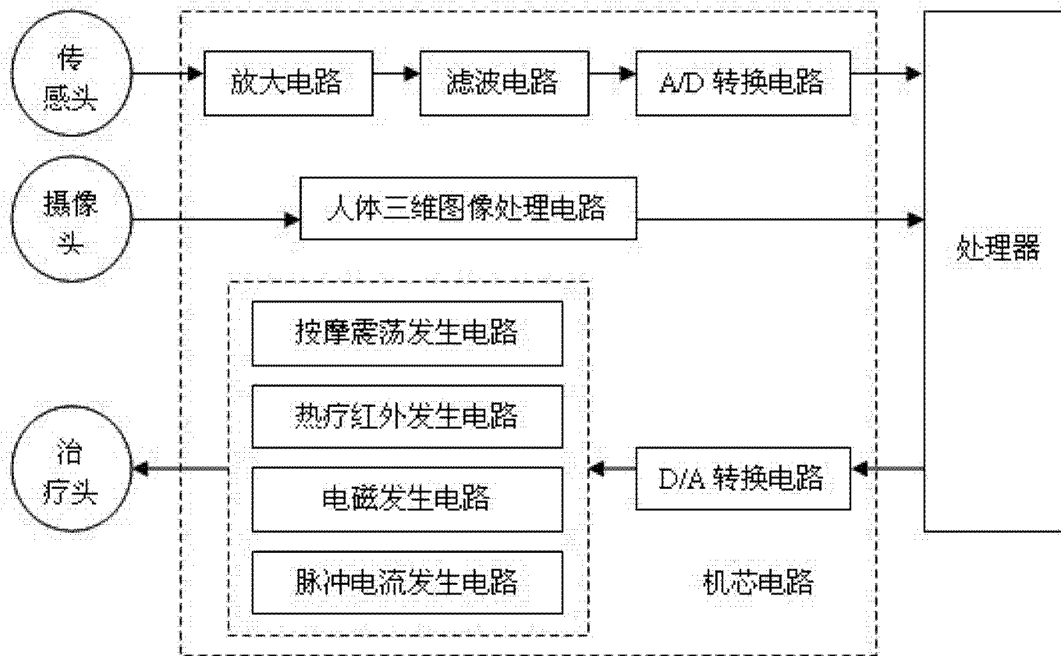 传
感头
放大电路
滤波电路
A/D 转换电路
摄像
头
人体三维图像处理电路
处理器
按摩震荡发生电路
热疗红外发生电路
治
疗头
电磁发生电路
D/A 转换电路
脉冲电流发生电路
机芯电路